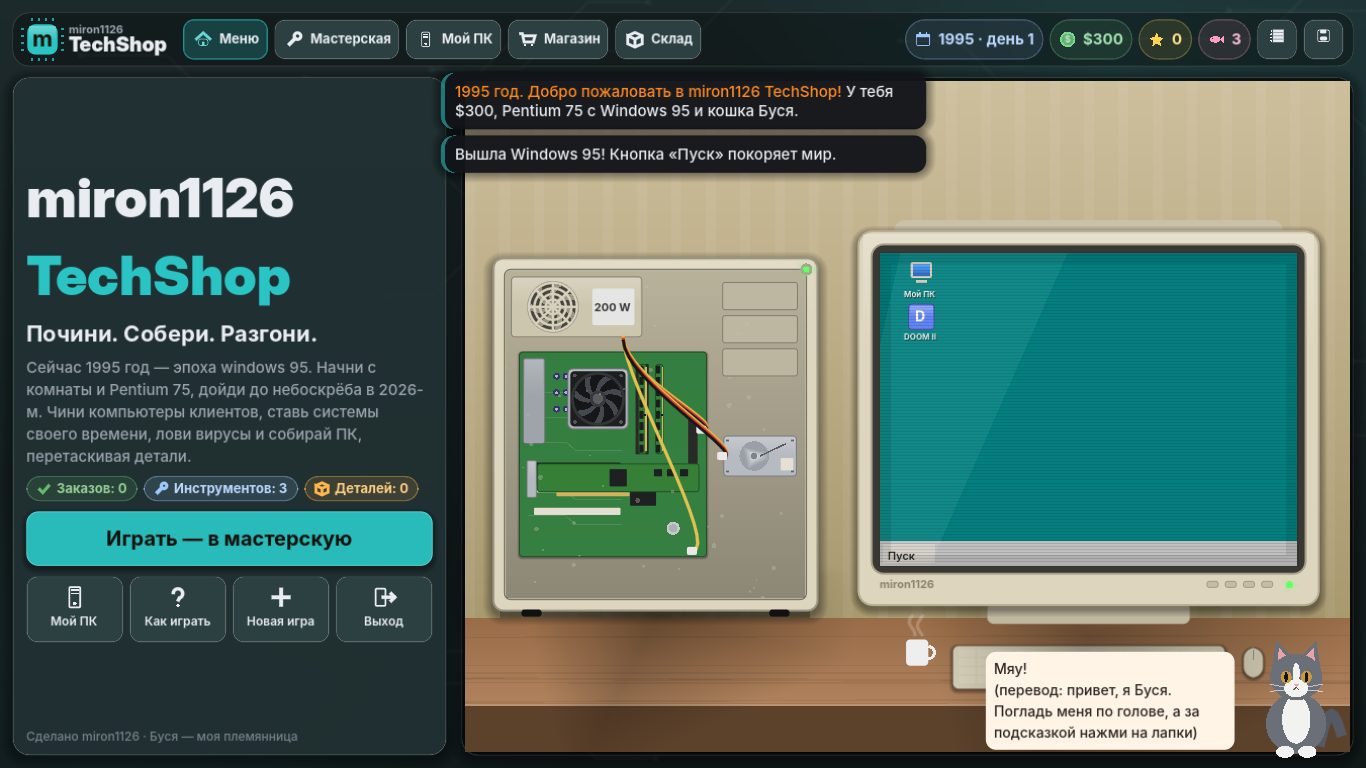 miron1126
TechShop
Меню
Мастерская
Мой ПК
Магазин
Склад
1995 · день 1
$300
0
3
1995 год. Добро пожаловать в miron1126 TechShop! У тебя
$300, Pentium 75 с Windows 95 и кошка Буся.
Вышла Windows 95! Кнопка «Пуск» покоряет мир.
miron1126
TechShop
Почини. Собери. Разгони.
Сейчас 1995 год — эпоха windows 95. Начни с
комнаты и Pentium 75, дойди до небоскрёба в 2026-
м. Чини компьютеры клиентов, ставь системы
своего времени, лови вирусы и собирай ПК,
перетаскивая детали.
Заказов: 0
Инструментов: 3
Деталей: 0
Играть — в мастерскую
Мой ПК
Как играть
Новая игра
Выход
Сделано miron1126 · Буся — моя племянница
200 W
Мой ПК
D
DOOM II
Пуск
miron1126
Мяу!
(перевод: привет, я Буся.
Погладь меня по голове, а за
подсказкой нажми на лапки)